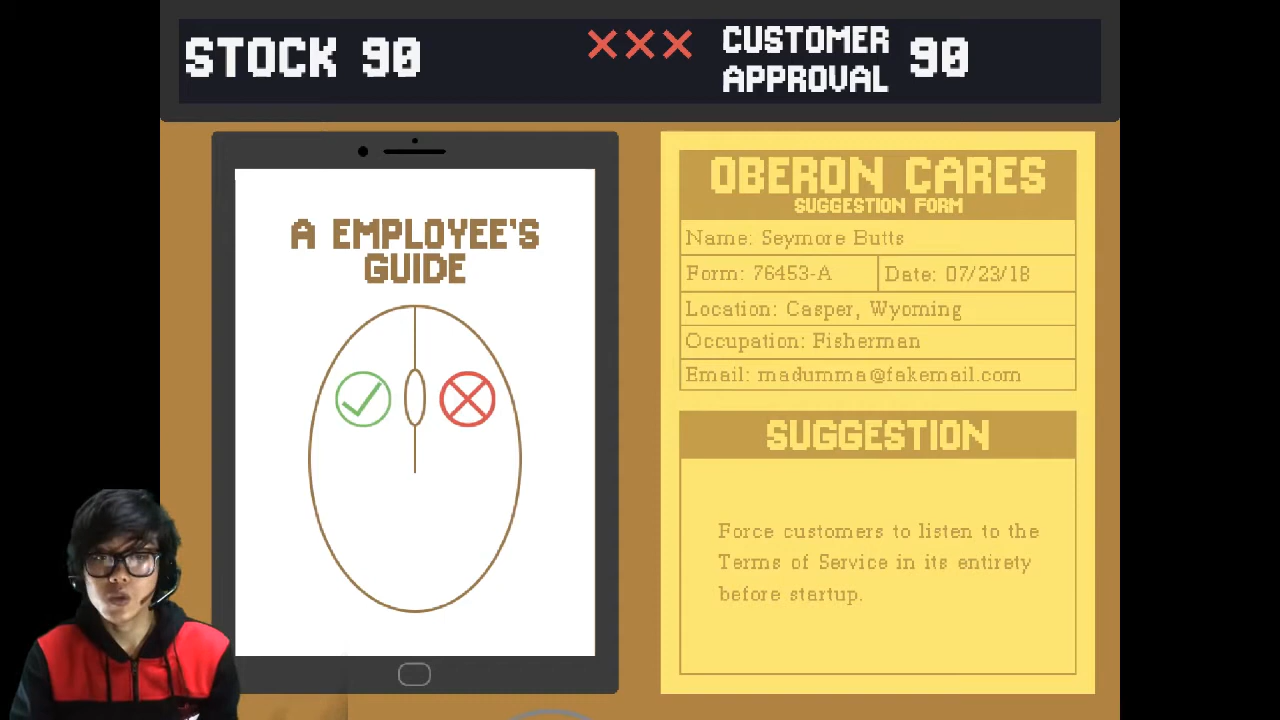 STOCK 90
CUSTOMER
APPROVAL
90
A EMPLOYEE'S
GUIDE
OBERON CARES
SUGGESTION FORM
Name: Seymore Butts
Form: 76453-A
Date: 07/23/18
Location: Casper, Wyoming
Occupation: Fisherman
Email: madumma@fakemail.com
SUGGESTION
Force customers to listen to the
Terms of Service in its entirety
before startup.